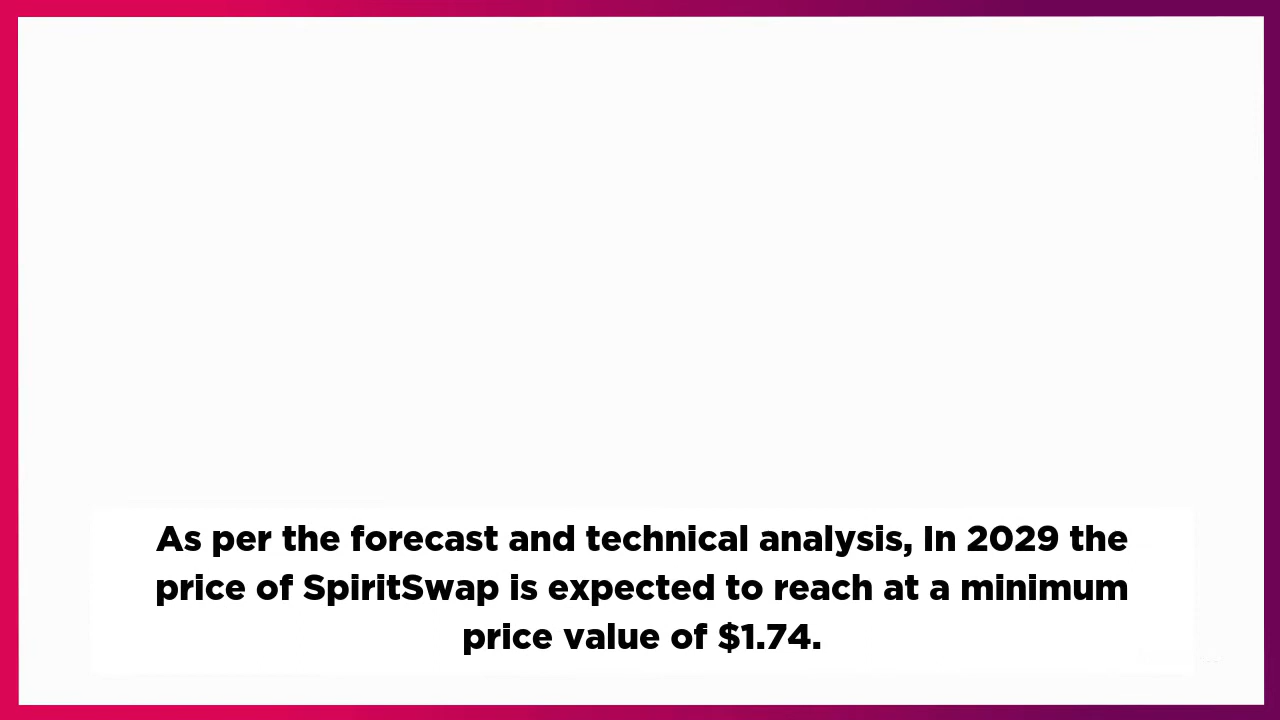 As per the forecast and technical analysis, In 2029 the
price of SpiritSwap is expected to reach at a minimum
price value of $1.74.